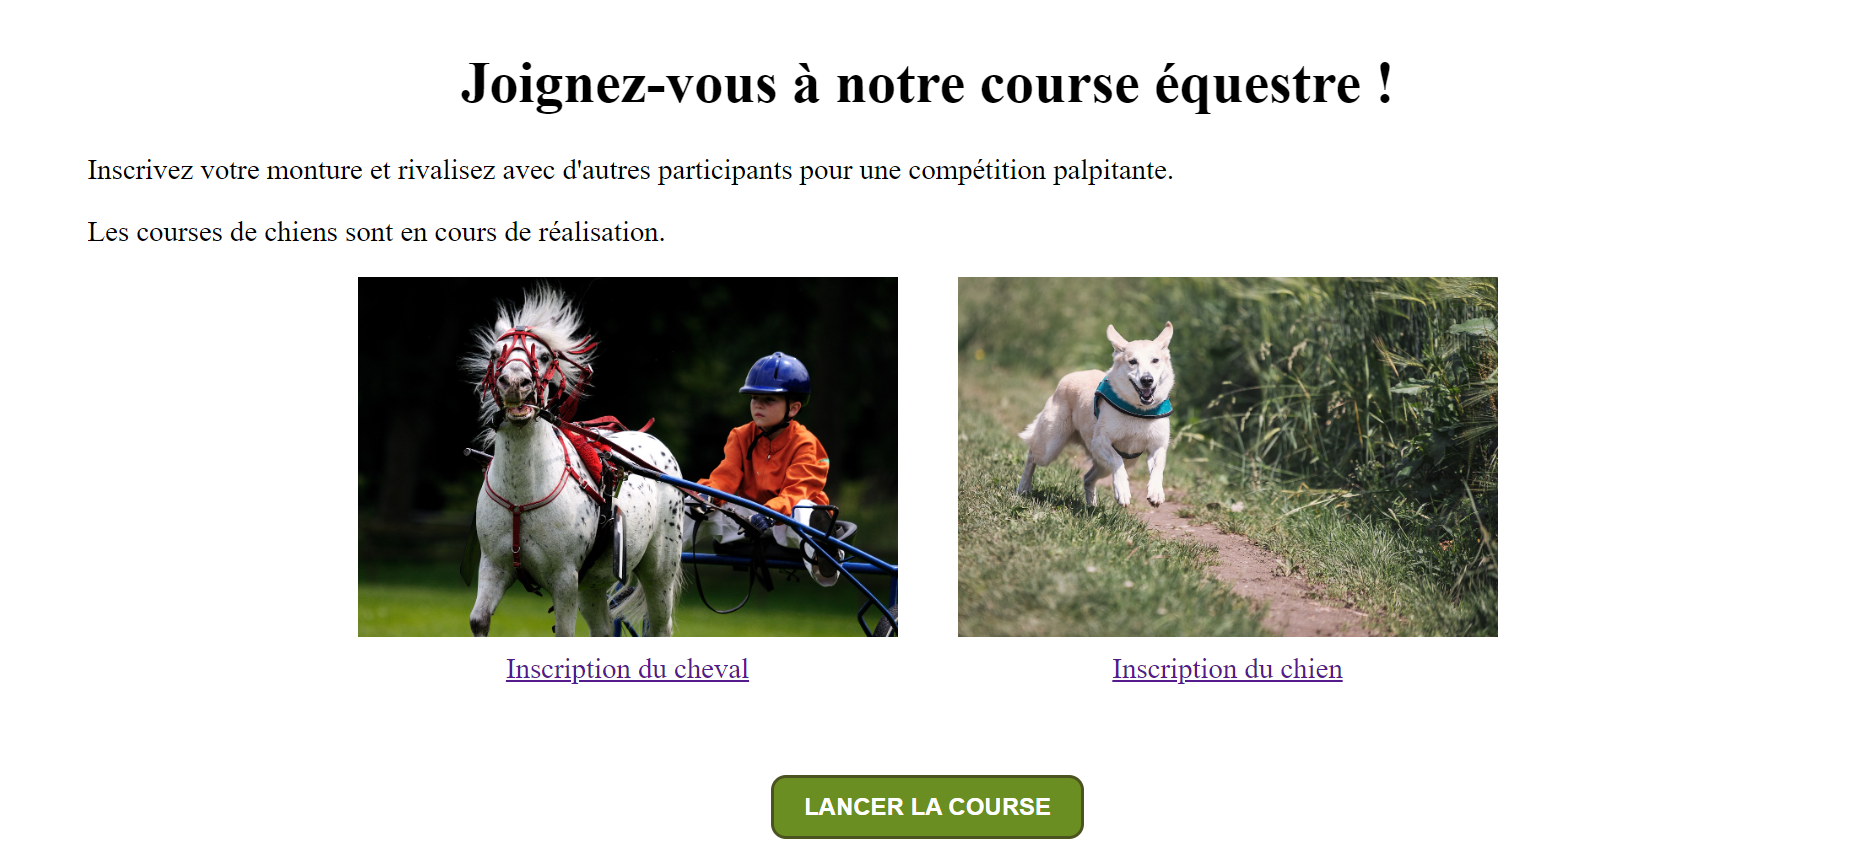 Joignez-vous à notre course équestre !
Inscrivez votre monture et rivalisez avec d'autres participants pour une compétition palpitante.
Les courses de chiens sont en cours de réalisation.
Inscription du cheval
Inscription du chien
LANCER LA COURSE